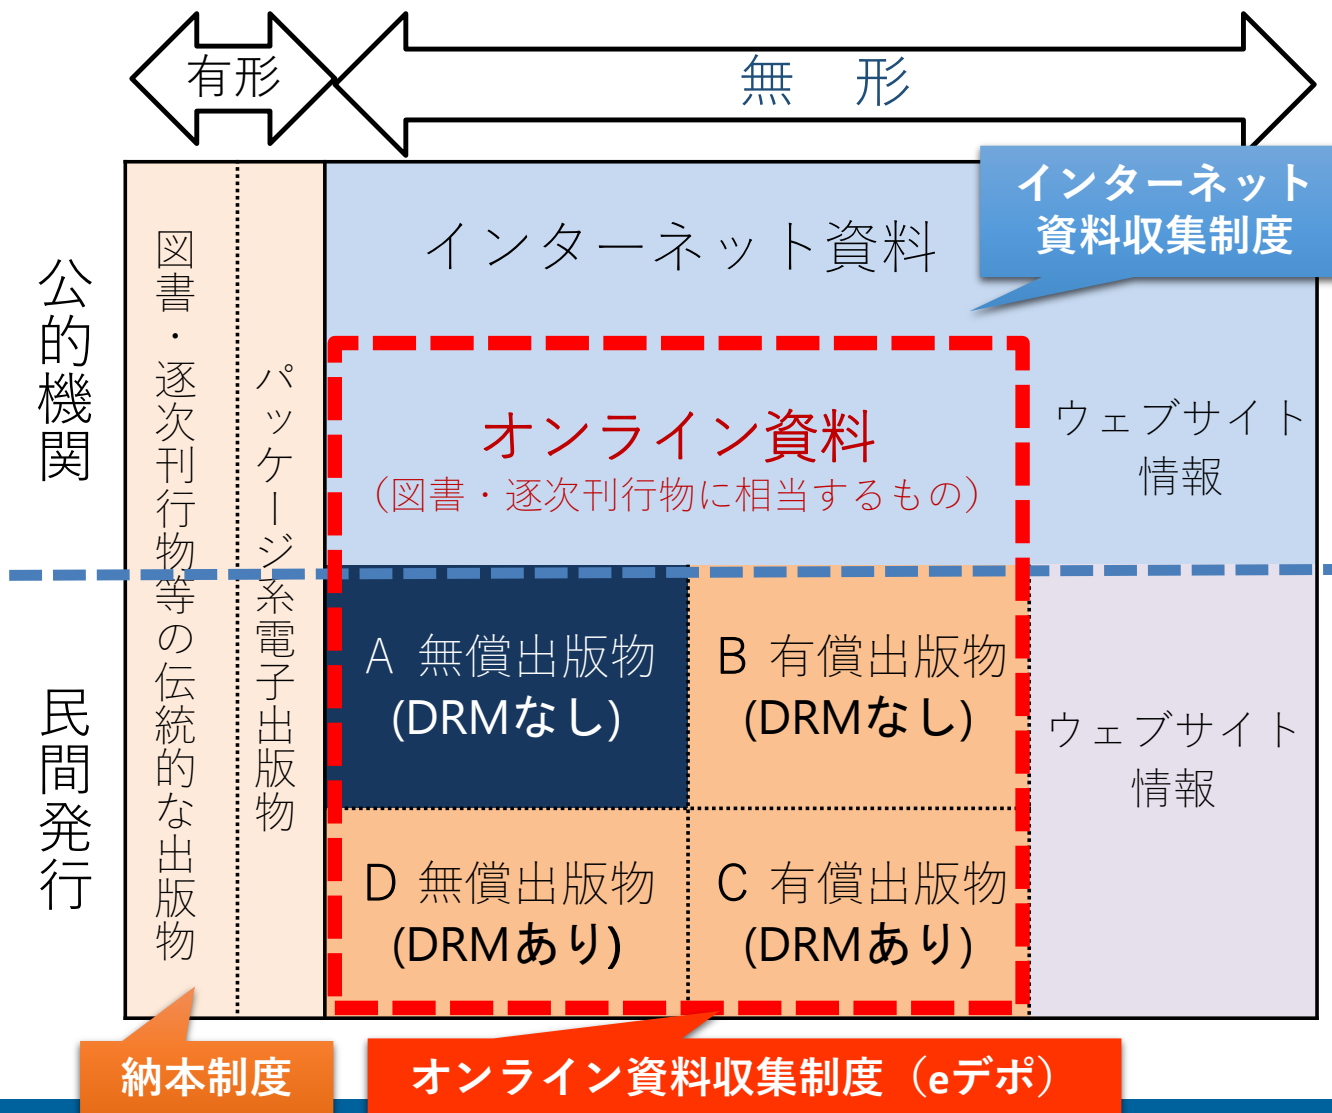 有形
無　形
インターネット
資料収集制度
公的機関
民間発行
図書・逐次刊行物等の伝統的な出版物
パッケージ系電子出版物
インターネット資料
オンライン資料
（図書・逐次刊行物に相当するもの）
ウェブサイト
情報
A 無償出版物
(DRMなし)
B 有償出版物
(DRMなし)
ウェブサイト
情報
D 無償出版物
(DRMあり)
C 有償出版物
(DRMあり)
納本制度
オンライン資料収集制度（eデポ）